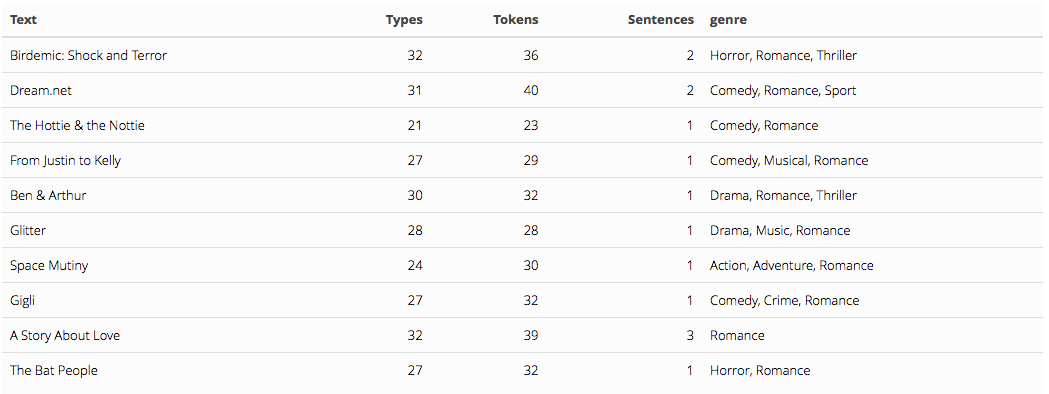 Text Types Tokens Sentences genre
Birdemic: Shock and Terror 32 36 2 Horror, Romance, Thriller
Dream.net 31 40 2 Comedy, Romance, Sport
The Hottie & the Nottie 21 23 1 Comedy, Romance
From Justin to Kelly 27 29 1 Comedy, Musical, Romance
Ben & Arthur 30 32 1 Drama, Romance, Thriller
Glitter 28 28 1 Drama, Music, Romance
Space Mutiny 24 30 1 Action, Adventure, Romance
Gigli 27 32 1 Comedy, Crime, Romance
A Story About Love 32 39 3 Romance
The Bat People 27 32 1 Horror, Romance